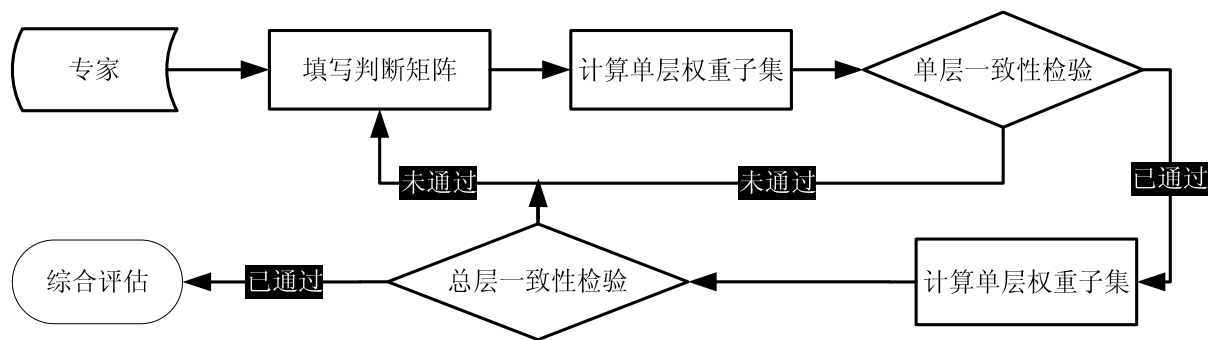 专家
填写判断矩阵
计算单层权重子集
单层一致性检验
未通过
未通过
已通过
综合评估
已通过
总层一致性检验
计算单层权重子集